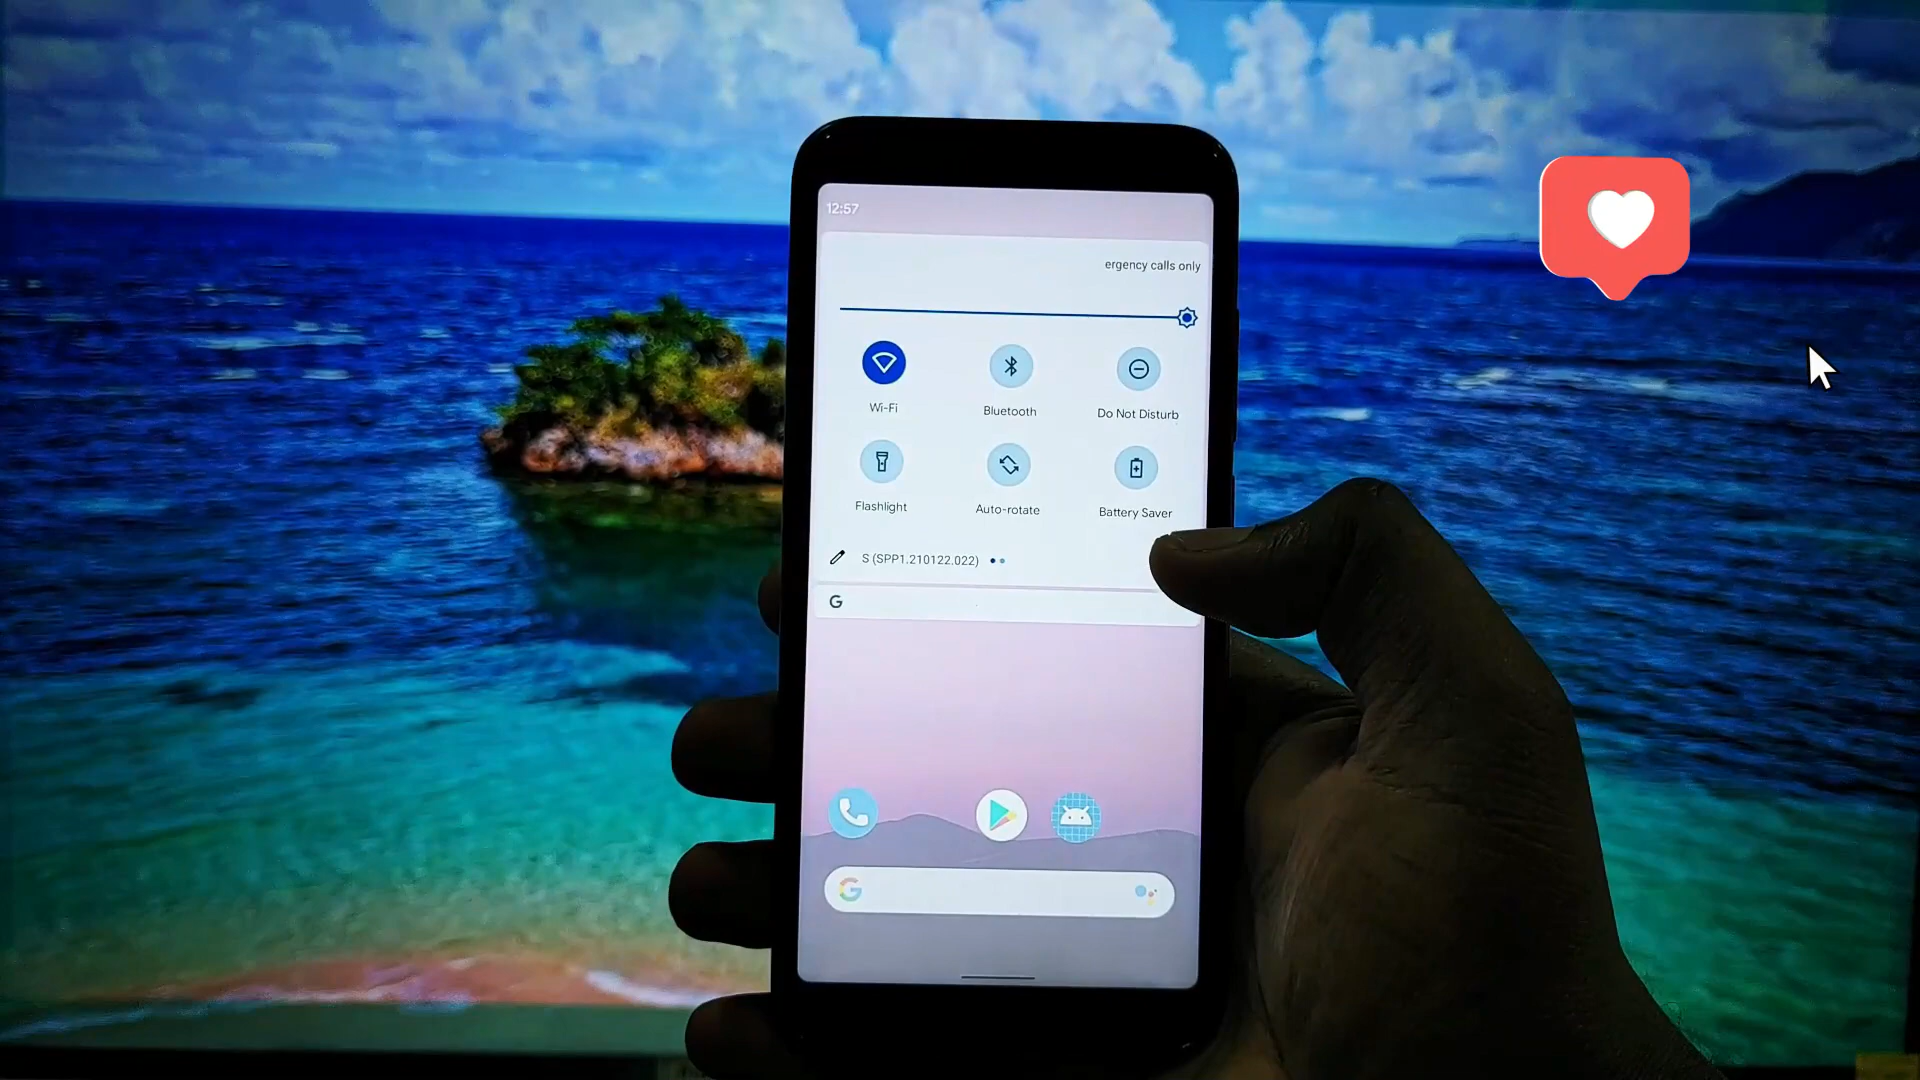 12:57
ergency calls only
Wi-Fi
Bluetooth
Do Not Disturb
Flashlight
Auto-rotate
Battery Saver
S (SPP1.210122.022)